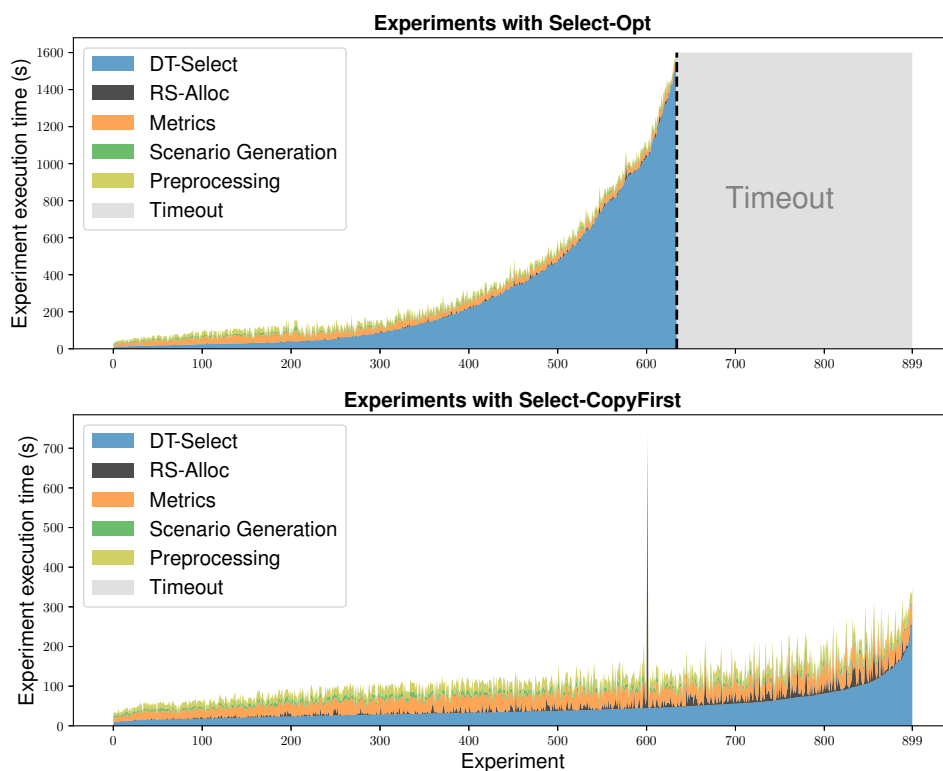 Experiments with Select-Opt
Experiment execution time (s)
1600
1400
1200
1000
800
600
400
200
0
DT-Select
RS-Alloc
Metrics
Scenario Generation
Preprocessing
Timeout
Timeout
0 100 200 300 400 500 600 700 800 899
Experiments with Select-CopyFirst
Experiment execution time (s)
700
600
500
400
300
200
100
0
DT-Select
RS-Alloc
Metrics
Scenario Generation
Preprocessing
Timeout
0 100 200 300 400 500 600 700 800 899
Experiment